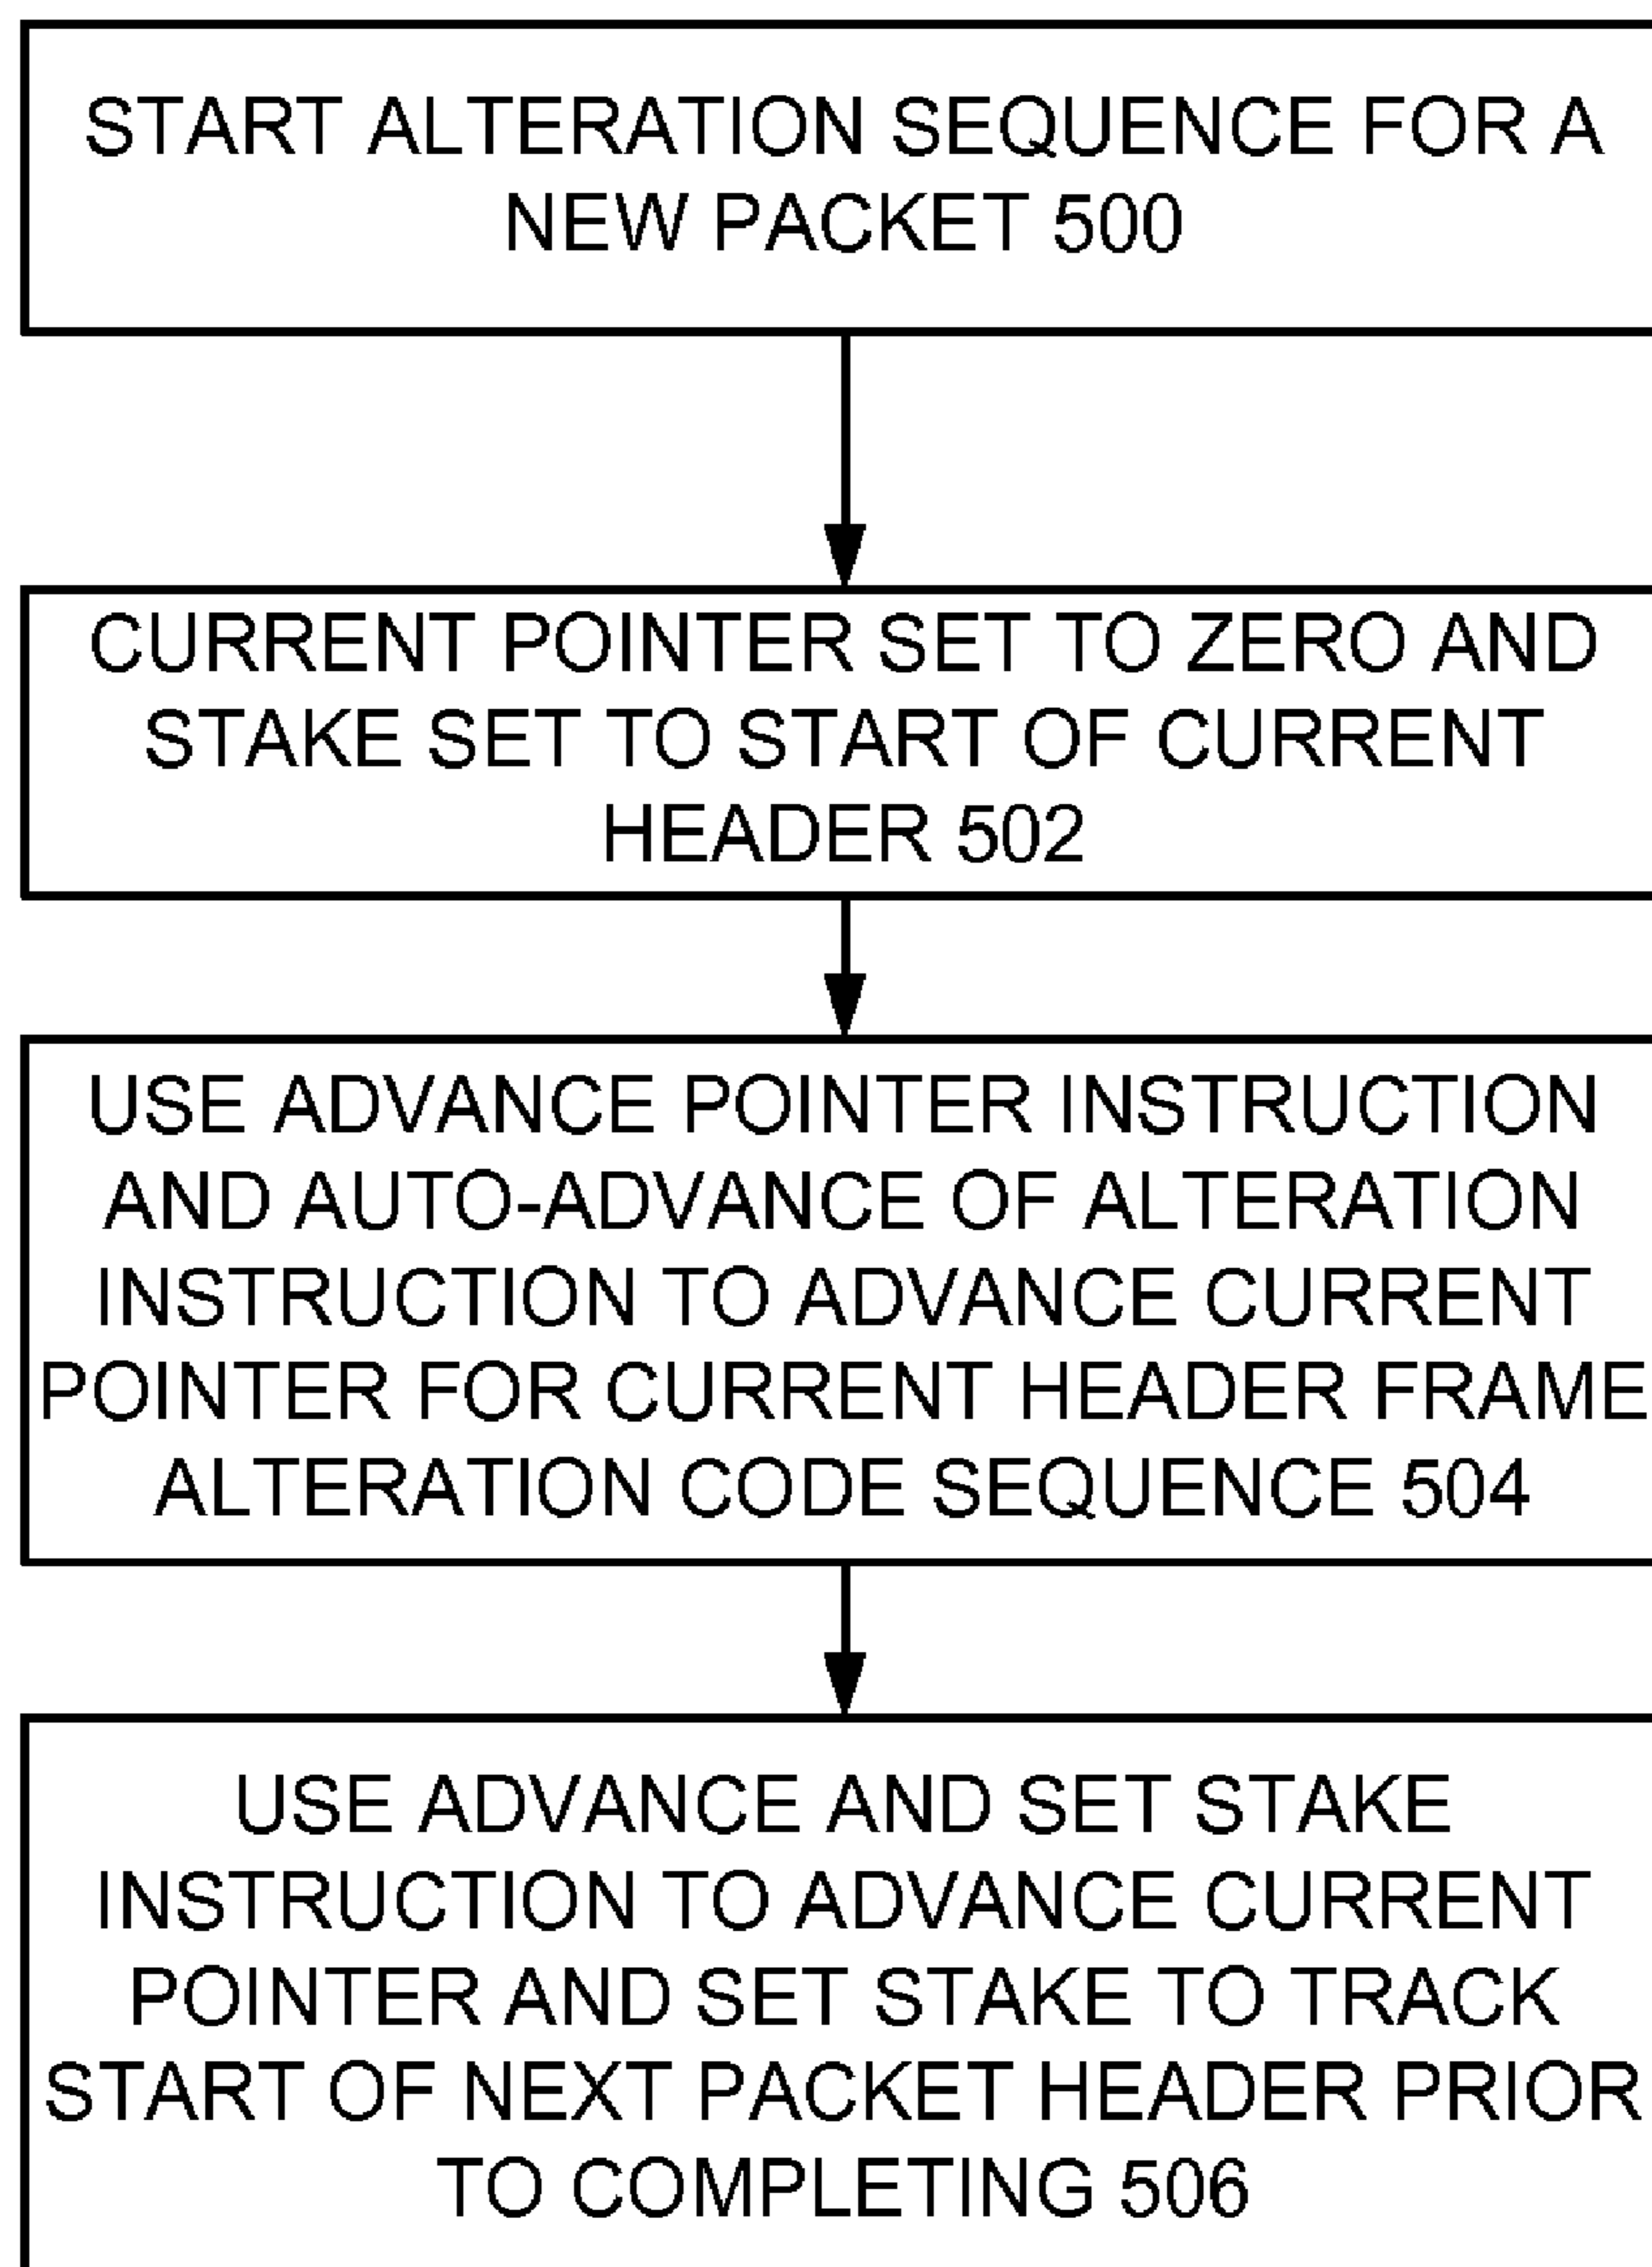 START ALTERATION SEQUENCE FOR A
NEW PACKET 500
CURRENT POINTER SET TO ZERO AND
STAKE SET TO START OF CURRENT
HEADER 502
USE ADVANCE POINTER INSTRUCTION
AND AUTO-ADVANCE OF ALTERATION
INSTRUCTION TO ADVANCE CURRENT
POINTER FOR CURRENT HEADER FRAME
ALTERATION CODE SEQUENCE 504
USE ADVANCE AND SET STAKE
INSTRUCTION TO ADVANCE CURRENT
POINTER AND SET STAKE TO TRACK
START OF NEXT PACKET HEADER PRIOR
TO COMPLETING 506